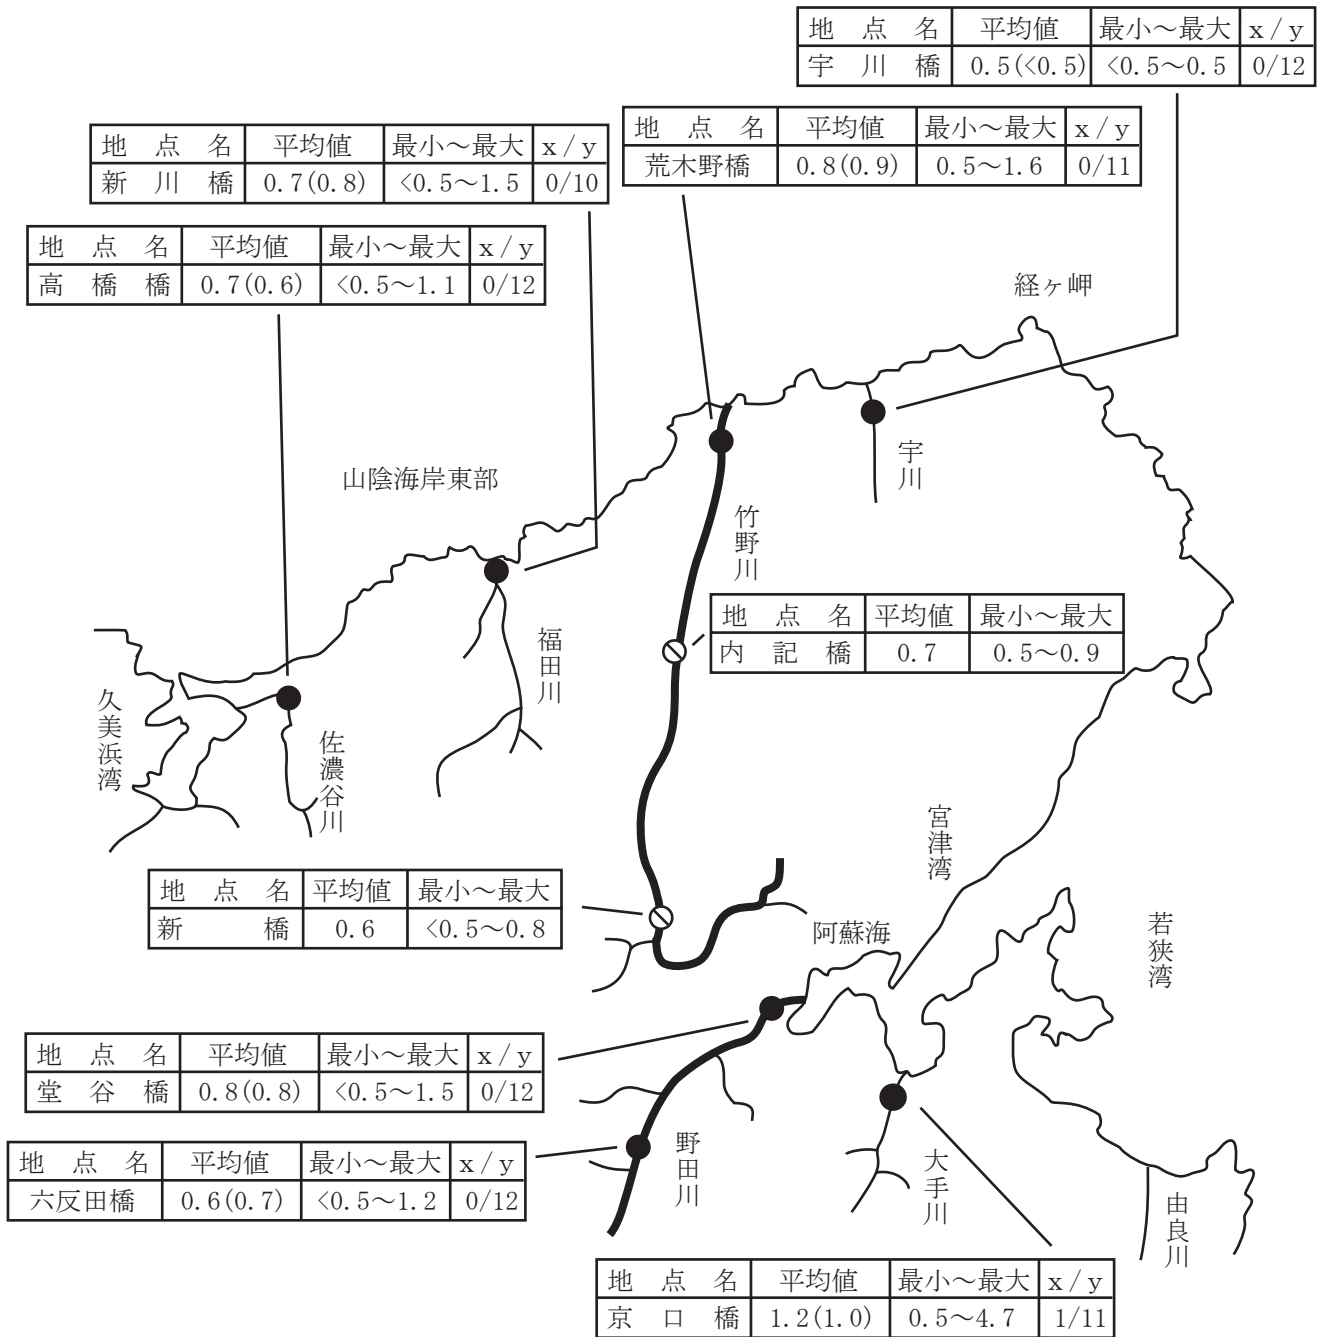 地点名 平均値 最小～最大 x/y
宇川橋 0.5(<0.5) <0.5～0.5 0/12
地点名 平均値 最小～最大 x/y
荒木野橋 0.8(0.9) 0.5～1.6 0/11
地点名 平均値 最小～最大 x/y
新川橋 0.7(0.8) <0.5～1.5 0/10
地点名 平均値 最小～最大 x/y
高橋橋 0.7(0.6) <0.5～1.1 0/12
経ヶ岬
宇川
山陰海岸東部
竹野川
地点名 平均値 最小～最大
内記橋 0.7 0.5～0.9
福田川
久美浜湾
佐濃谷川
宮津湾
地点名 平均値 最小～最大
新橋 0.6 <0.5～0.8
阿蘇海
若狭湾
地点名 平均値 最小～最大 x/y
堂谷橋 0.8(0.8) <0.5～1.5 0/12
地点名 平均値 最小～最大 x/y
六反田橋 0.6(0.7) <0.5～1.2 0/12
野田川
大手川
由良川
地点名 平均値 最小～最大 x/y
京口橋 1.2(1.0) 0.5～4.7 1/11